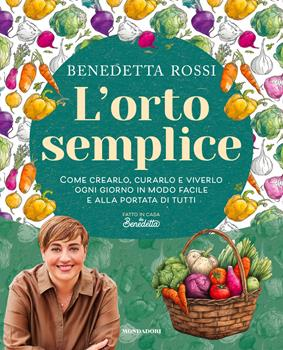 BENEDETTA ROSSI
L'orto
semplice
COME CREARLO, CURARLO E VIVERLO
OGNI GIORNO IN MODO FACILE
E ALLA PORTATA DI TUTTI
FATTO IN CASA
da Benedetta
MONDADORI